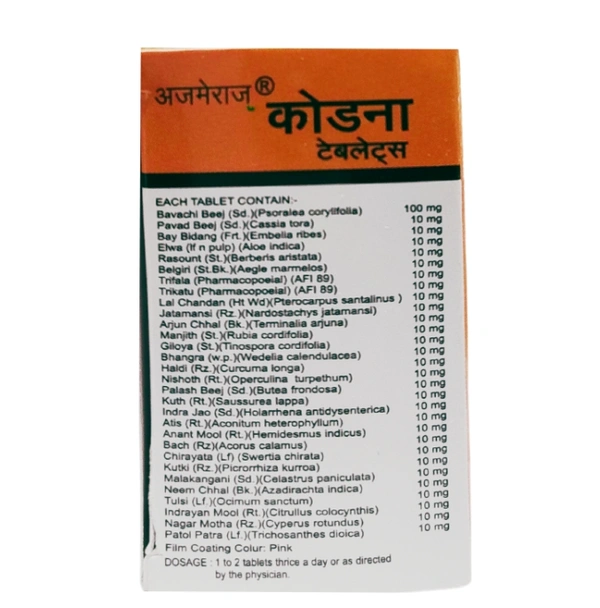 अजमेराज®
कोडना
टेबलेट्स
EACH TABLET CONTAIN:-
Bavachi Beej (Sd.)(Psoralea corylifolia) 100 mg
Pavad Beej (Sd.)(Cassia tora) 10 mg
Bay Bidang (Frt.)(Embelia ribes) 10 mg
Elwa (lf n pulp) (Aloe indica) 10 mg
Rasount (St.)(Berberis aristata) 10 mg
Belgiri (St.Bk.)(Aegle marmelos) 10 mg
Trifala (Pharmacopoeial) (AFI 89) 10 mg
Trikatu (Pharmacopoeial) (AFI 89) 10 mg
Lal Chandan (Ht Wd)(Pterocarpus santalinus ) 10 mg
Jatamansi (Rz.)(Nardostachys jatamansi) 10 mg
Arjun Chhal (Bk.)(Terminalia arjuna) 10 mg
Manjith (St.)(Rubia cordifolia) 10 mg
Giloya (St.)(Tinospora cordifolia) 10 mg
Bhangra (w.p.)(Wedelia calendulacea) 10 mg
Haldi (Rz.)(Curcuma longa) 10 mg
Nishoth (Rt.)(Operculina turpethum) 10 mg
Palash Beej (Sd.)(Butea frondosa) 10 mg
Kuth (Rt.)(Saussurea lappa) 10 mg
Indra Jao (Sd.)(Holarrhena antidysenterica) 10 mg
Atis (Rt.)(Aconitum heterophyllum) 10 mg
Anant Mool (Rt.)(Hemidesmus indicus) 10 mg
Bach (Rz)(Acorus calamus) 10 mg
Chirayata (Lf) (Swertia chirata) 10 mg
Kutki (Rz.)(Picrorrhiza kurroa) 10 mg
Malakangani (Sd.)(Celastrus paniculata) 10 mg
Neem Chhal (Bk.)(Azadirachta indica) 10 mg
Tulsi (Lf.)(Ocimum sanctum) 10 mg
Indrayan Mool (Rt.)(Citrullus colocynthis) 10 mg
Nagar Motha (Rz.)(Cyperus rotundus) 10 mg
Patol Patra (Lf.)(Trichosanthes dioica) 10 mg
Film Coating Colur: Pink
DOSAGE : 1 to 2 tablets thrice a day or as directed
by the physician.